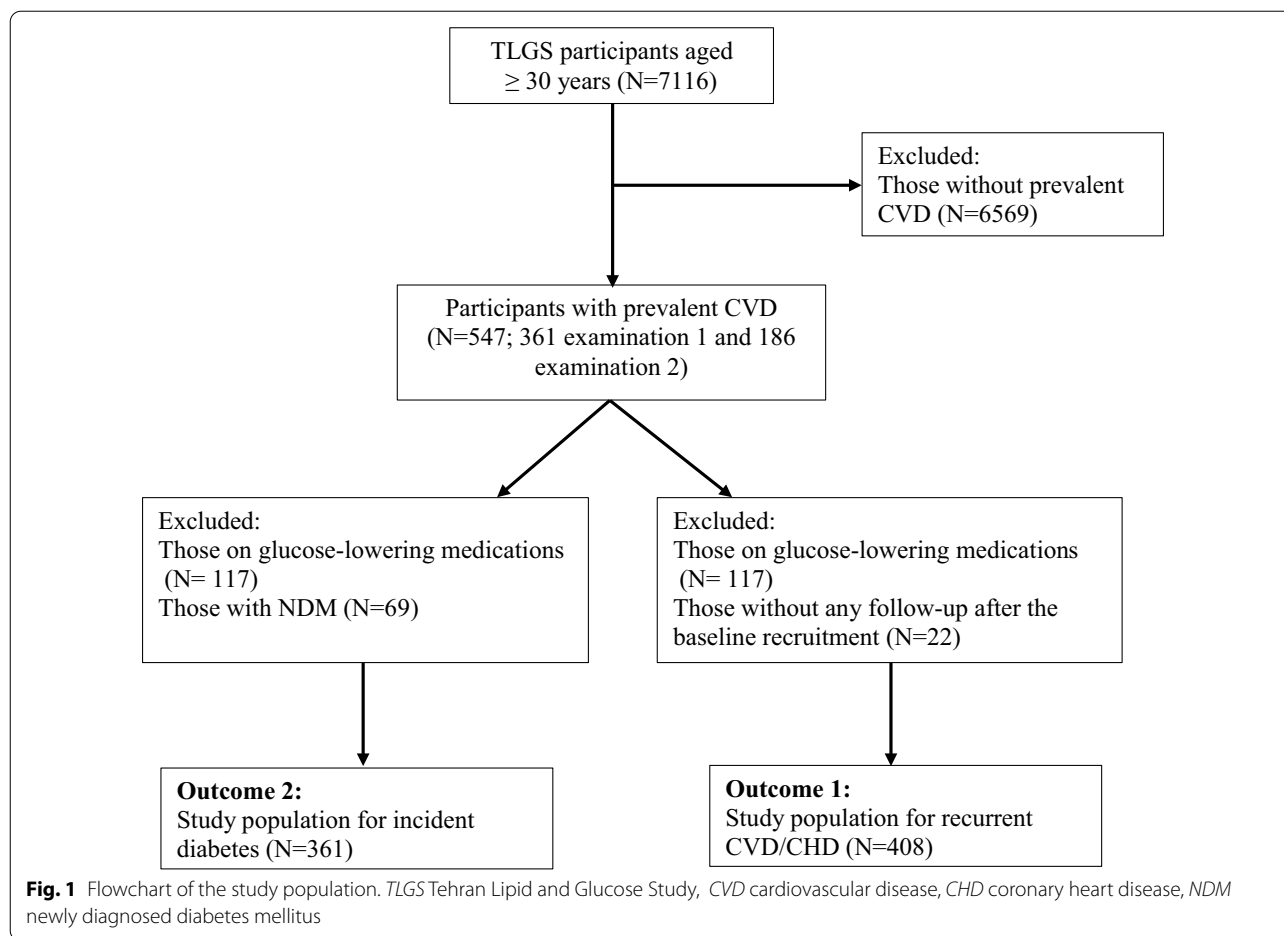 TLGS participants aged
≥ 30 years (N=7116)
Excluded:
Those without prevalent
CVD (N=6569)
Participants with prevalent CVD
(N=547; 361 examination 1 and 186
examination 2)
Excluded:
Those on glucose-lowering medications
(N= 117)
Those with NDM (N=69)
Excluded:
Those on glucose-lowering medications
(N= 117)
Those without any follow-up after the
baseline recruitment (N=22)
Outcome 2:
Study population for incident
diabetes (N=361)
Outcome 1:
Study population for recurrent
CVD/CHD (N=408)
Fig. 1 Flowchart of the study population. TLGS Tehran Lipid and Glucose Study, CVD cardiovascular disease, CHD coronary heart disease, NDM
newly diagnosed diabetes mellitus